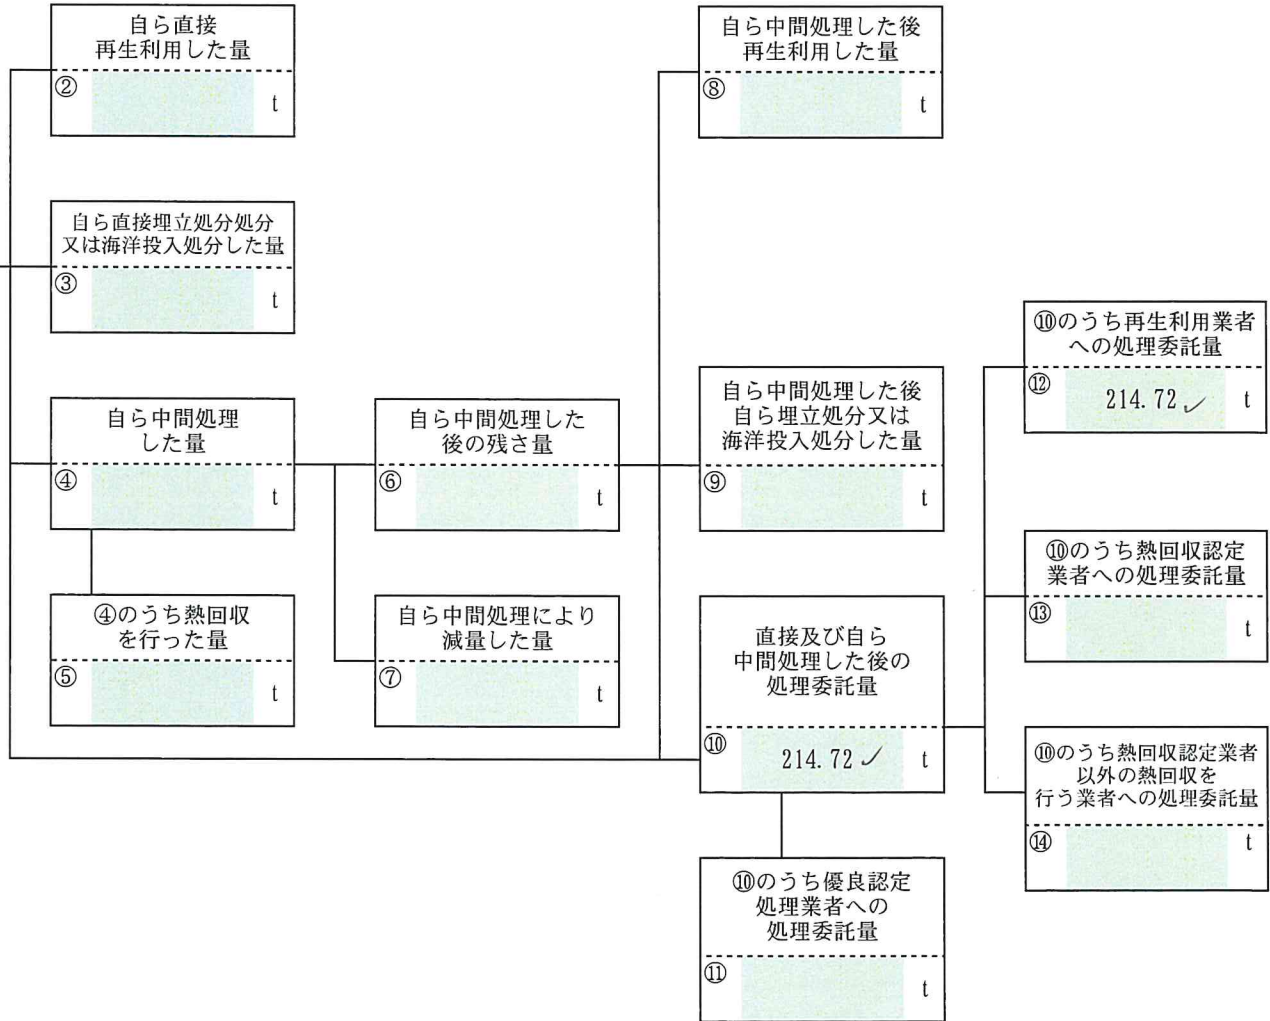 自ら直接
再生利用した量
②
t
自ら直接埋立処分処分
又は海洋投入処分した量
③
t
自ら中間処理
した量
④
t
④のうち熱回収
を行った量
⑤
t
自ら中間処理した
後の残さ量
⑥
t
自ら中間処理により
減量した量
⑦
t
自ら中間処理した後
再生利用した量
⑧
t
自ら中間処理した後
自ら埋立処分又は
海洋投入処分した量
⑨
t
直接及び自ら
中間処理した後の
処理委託量
⑩ 214.72 ✓ t
⑩のうち優良認定
処理業者への
処理委託量
⑪
t
⑩のうち再生利用業者
への処理委託量
⑫ 214.72 ✓ t
⑩のうち熱回収認定
業者への処理委託量
⑬
t
⑩のうち熱回収認定業者
以外の熱回収を
行う業者への処理委託量
⑭
t